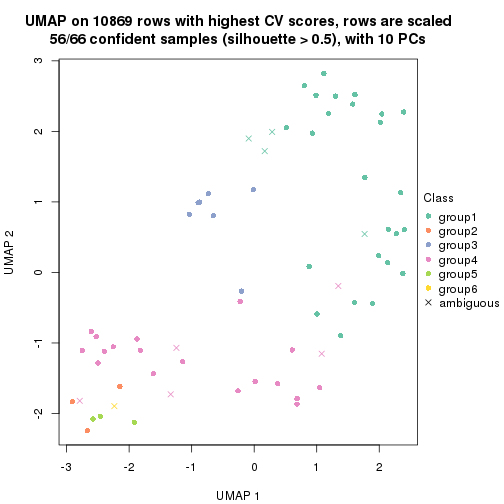 UMAP on 10869 rows with highest CV scores, rows are scaled
56/66 confident samples (silhouette > 0.5), with 10 PCs
3
2
1
0
-1
-2
UMAP 2
-3
-2
-1
0
1
2
UMAP 1
Class
group1
group2
group3
group4
group5
group6
ambiguous